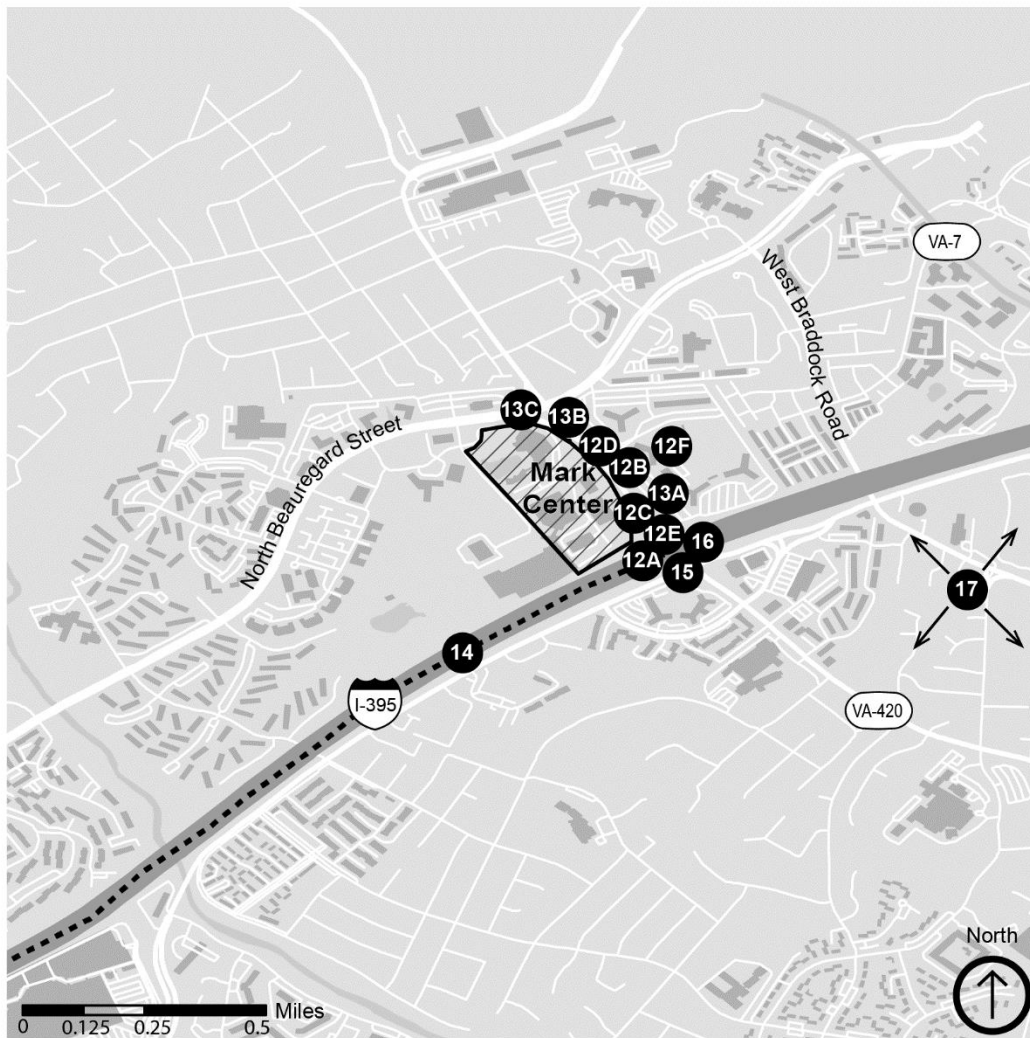 VA-7
West Braddock Road
13C
13B
12D
12F
12B
North Beauregard Street
Mark
Center
13A
12C
12E
16
12A
15
17
14
I-395
VA-420
North
Miles
0
0.125
0.25
0.5